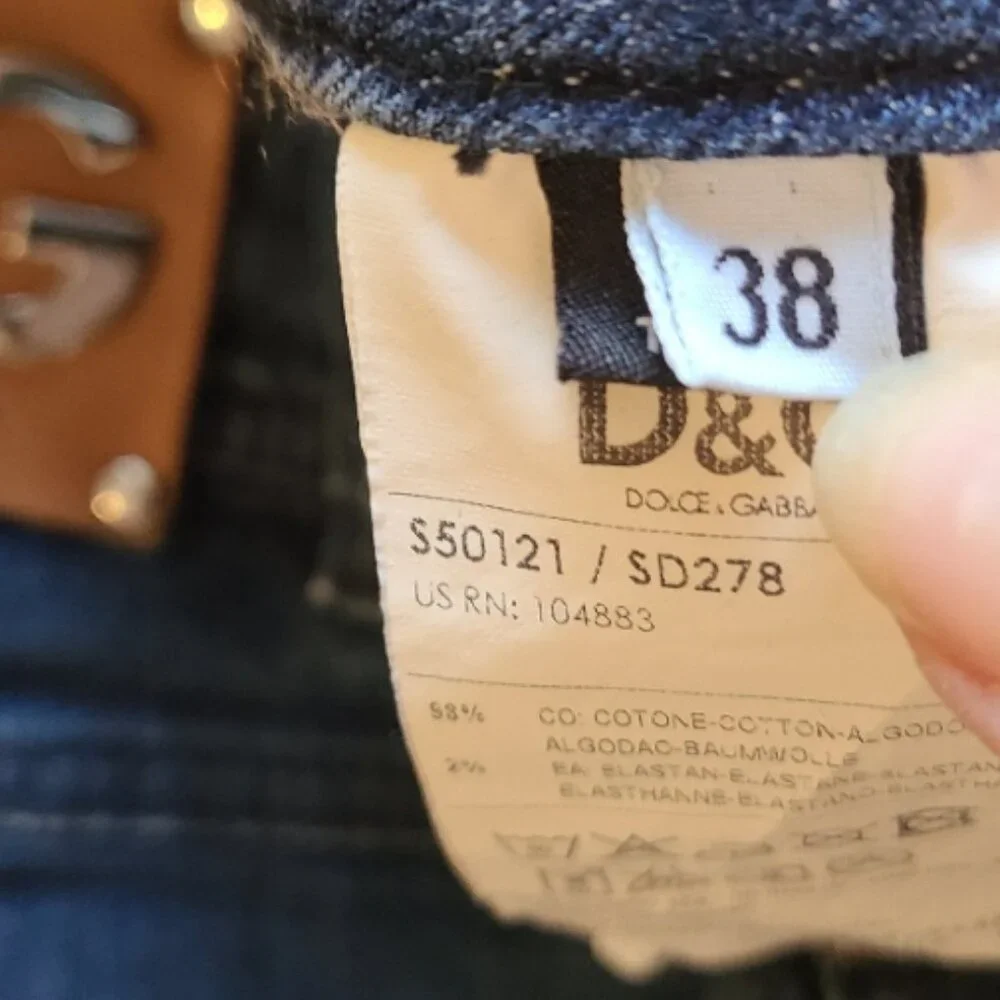 38
D&G
DOLCE & GABBA
S50121 / SD278
US RN: 104883
98% CO: COTONE-COTTON-ALGODO
ALGODAO-BAUMWOLLE
2% EA: ELASTAN-ELASTANE-ELASTAN
ELASTHANNE-ELASTANO-ELASTHA